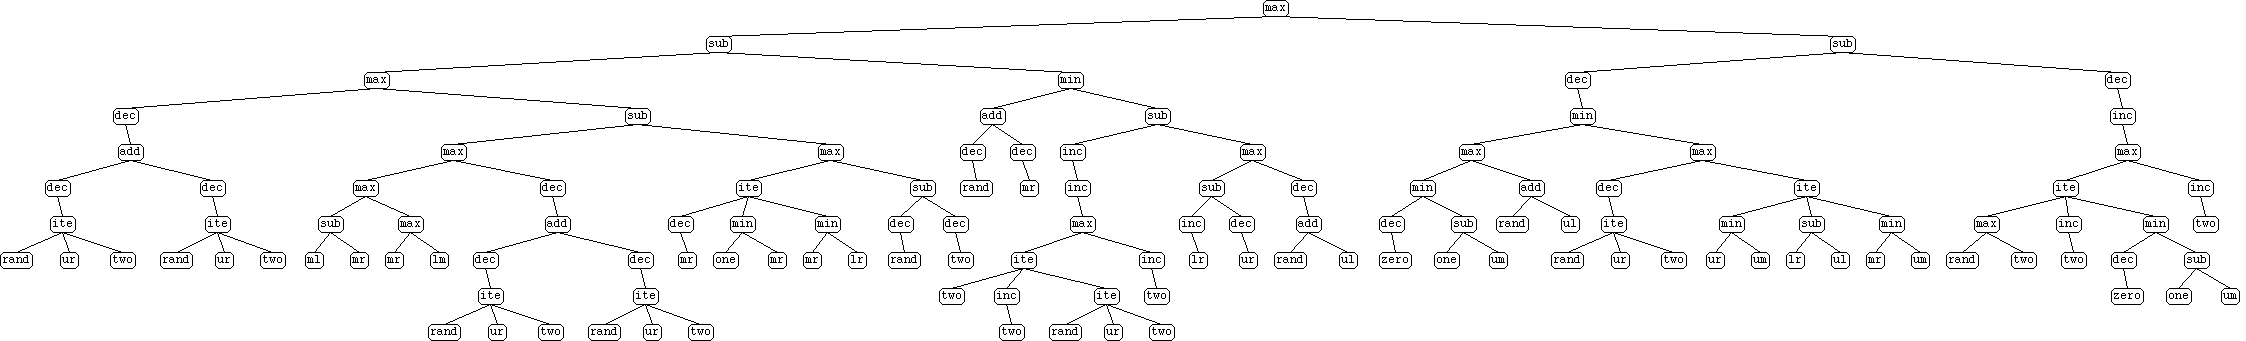 max
sub sub
max min dec dec
dec sub add sub min inc
add max max dec dec inc max max max max
dec dec max dec ite sub rand mr inc sub dec min add dec ite ite inc
ite ite sub max add dec min min dec dec max inc dec add dec sub rand ul ite min sub min max inc min two
rand ur two rand ur two ml mr mr lm dec dec mr one mr mr lr rand two ite inc lr ur rand ul zero one um rand ur two ur um lr ul mr um rand two two dec sub
ite ite two inc ite two zero one um
rand ur two rand ur two two rand ur two